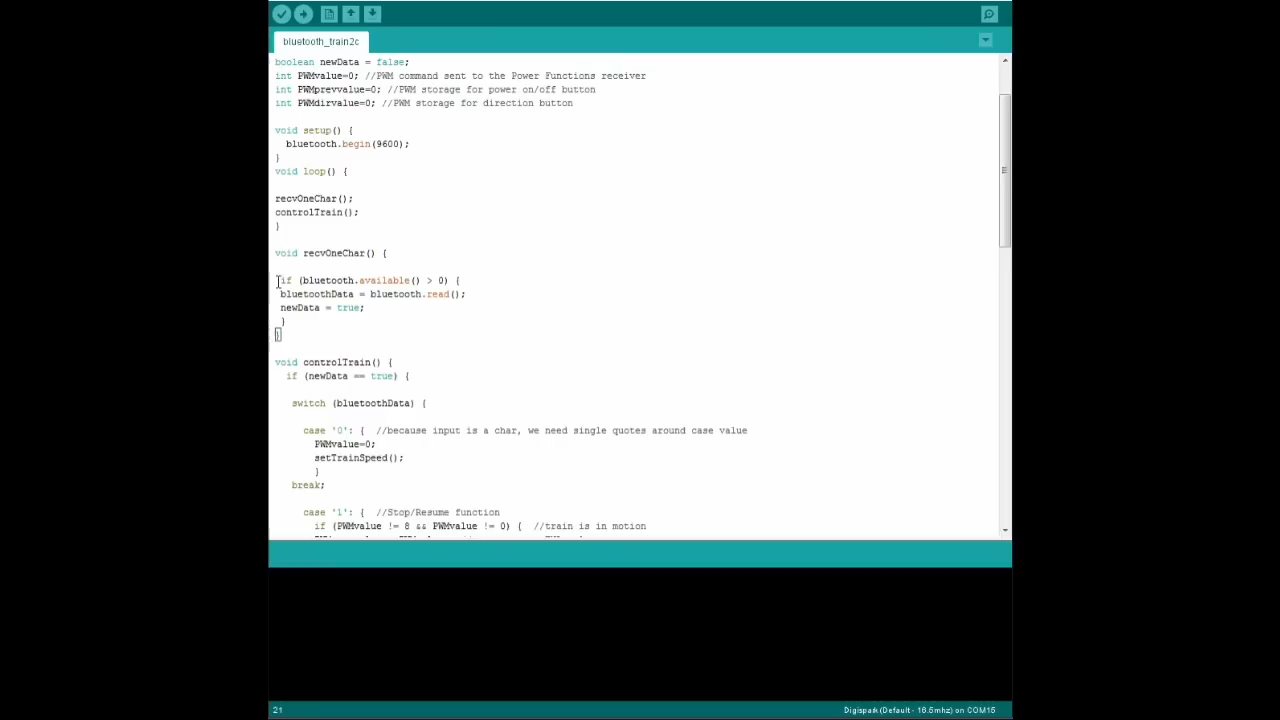 bluetooth_train2c
boolean newData = false;
int PWMvalue=0; //PWM command sent to the Power Functions receiver
int PWMprevvalue=0; //PWM storage for power on/off button
int PWMdirvalue=0; //PWM storage for direction button
void setup() {
bluetooth.begin(9600);
}
void loop() {
recvOneChar();
controlTrain();
}
void recvOneChar() {
if (bluetooth.available() > 0) {
bluetoothData = bluetooth.read();
newData = true;
}
}
void controlTrain() {
if (newData == true) {
switch (bluetoothData) {
case '0': { //because input is a char, we need single quotes around case value
PWMvalue=0;
setTrainSpeed();
}
break;
case '1': { //Stop/Resume function
if (PWMvalue != 8 && PWMvalue != 0) { //train is in motion
21
Digispark (Default - 16.5mhz) on COM15